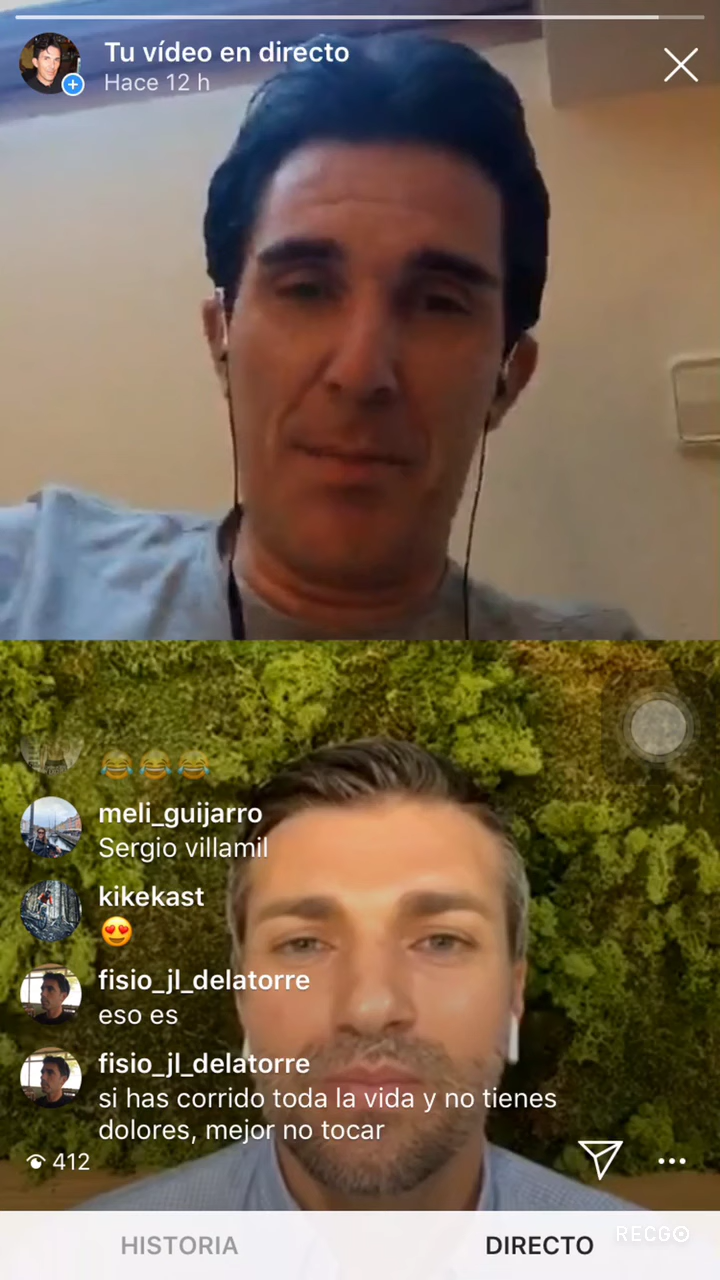 Tu vídeo en directo
Hace 12 h
😂😂😂
meli_guijarro
Sergio villamil
kikekast
😍
fisio_jl_delatorre
eso es
fisio_jl_delatorre
si has corrido toda la vida y no tienes
dolores, mejor no tocar
412
HISTORIA
DIRECTO
RECGO